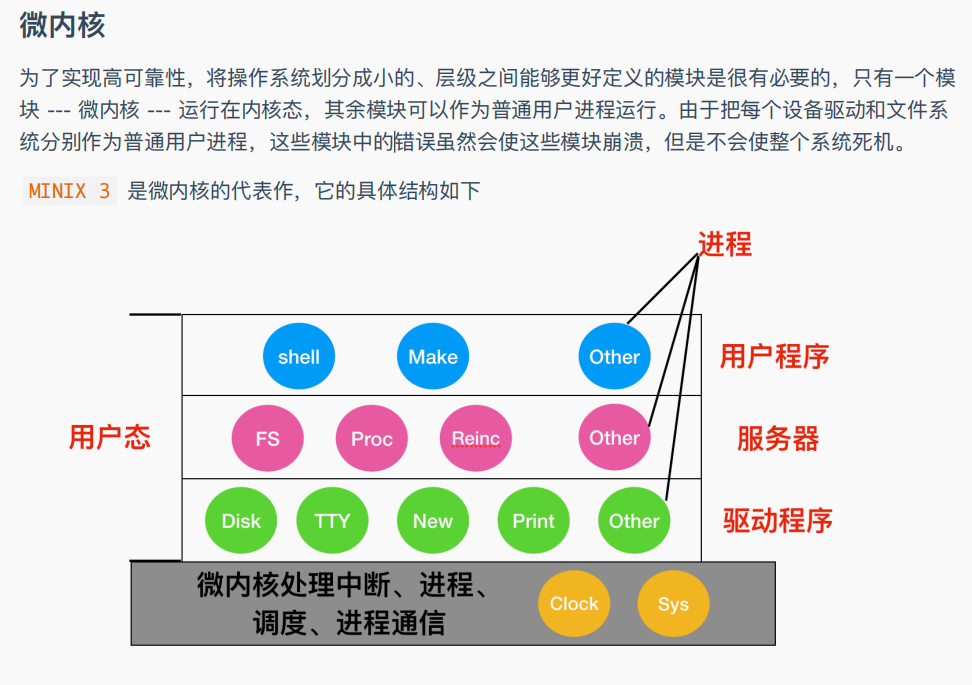 微内核
为了实现高可靠性，将操作系统划分成小的、层级之间能够更好定义的模块是很有必要的，只有一个模
块 --- 微内核 --- 运行在内核态，其余模块可以作为普通用户进程运行。由于把每个设备驱动和文件系
统分别作为普通用户进程，这些模块中的错误虽然会使这些模块崩溃，但是不会使整个系统死机。
MINIX 3 是微内核的代表作，它的具体结构如下
进程
shell Make Other 用户程序
用户态 FS Proc Reinc Other 服务器
Disk TTY New Print Other 驱动程序
微内核处理中断、进程、
调度、进程通信
Clock Sys